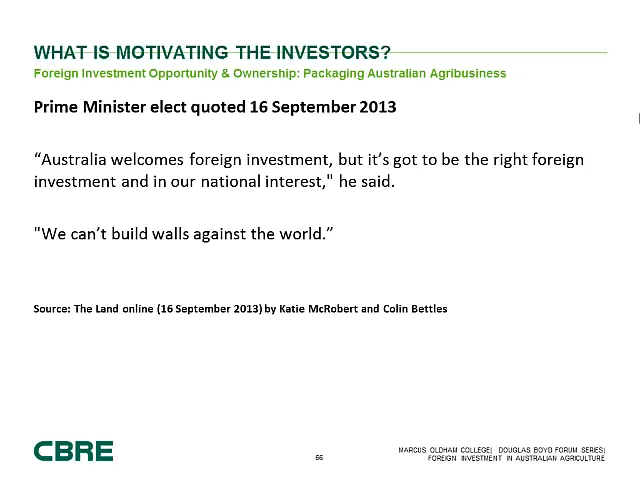 WHAT IS MOTIVATING THE INVESTORS?
Foreign Investment Opportunity & Ownership: Packaging Australian Agribusiness
Prime Minister elect quoted 16 September 2013
“Australia welcomes foreign investment, but it’s got to be the right foreign
investment and in our national interest," he said.
"We can’t build walls against the world.”
Source: The Land online (16 September 2013) by Katie McRobert and Colin Bettles
CBRE
66
MARCUS OLDHAM COLLEGE| DOUGLAS BOYD FORUM SERIES|
FOREIGN INVESTMENT IN AUSTRALIAN AGRICULTURE